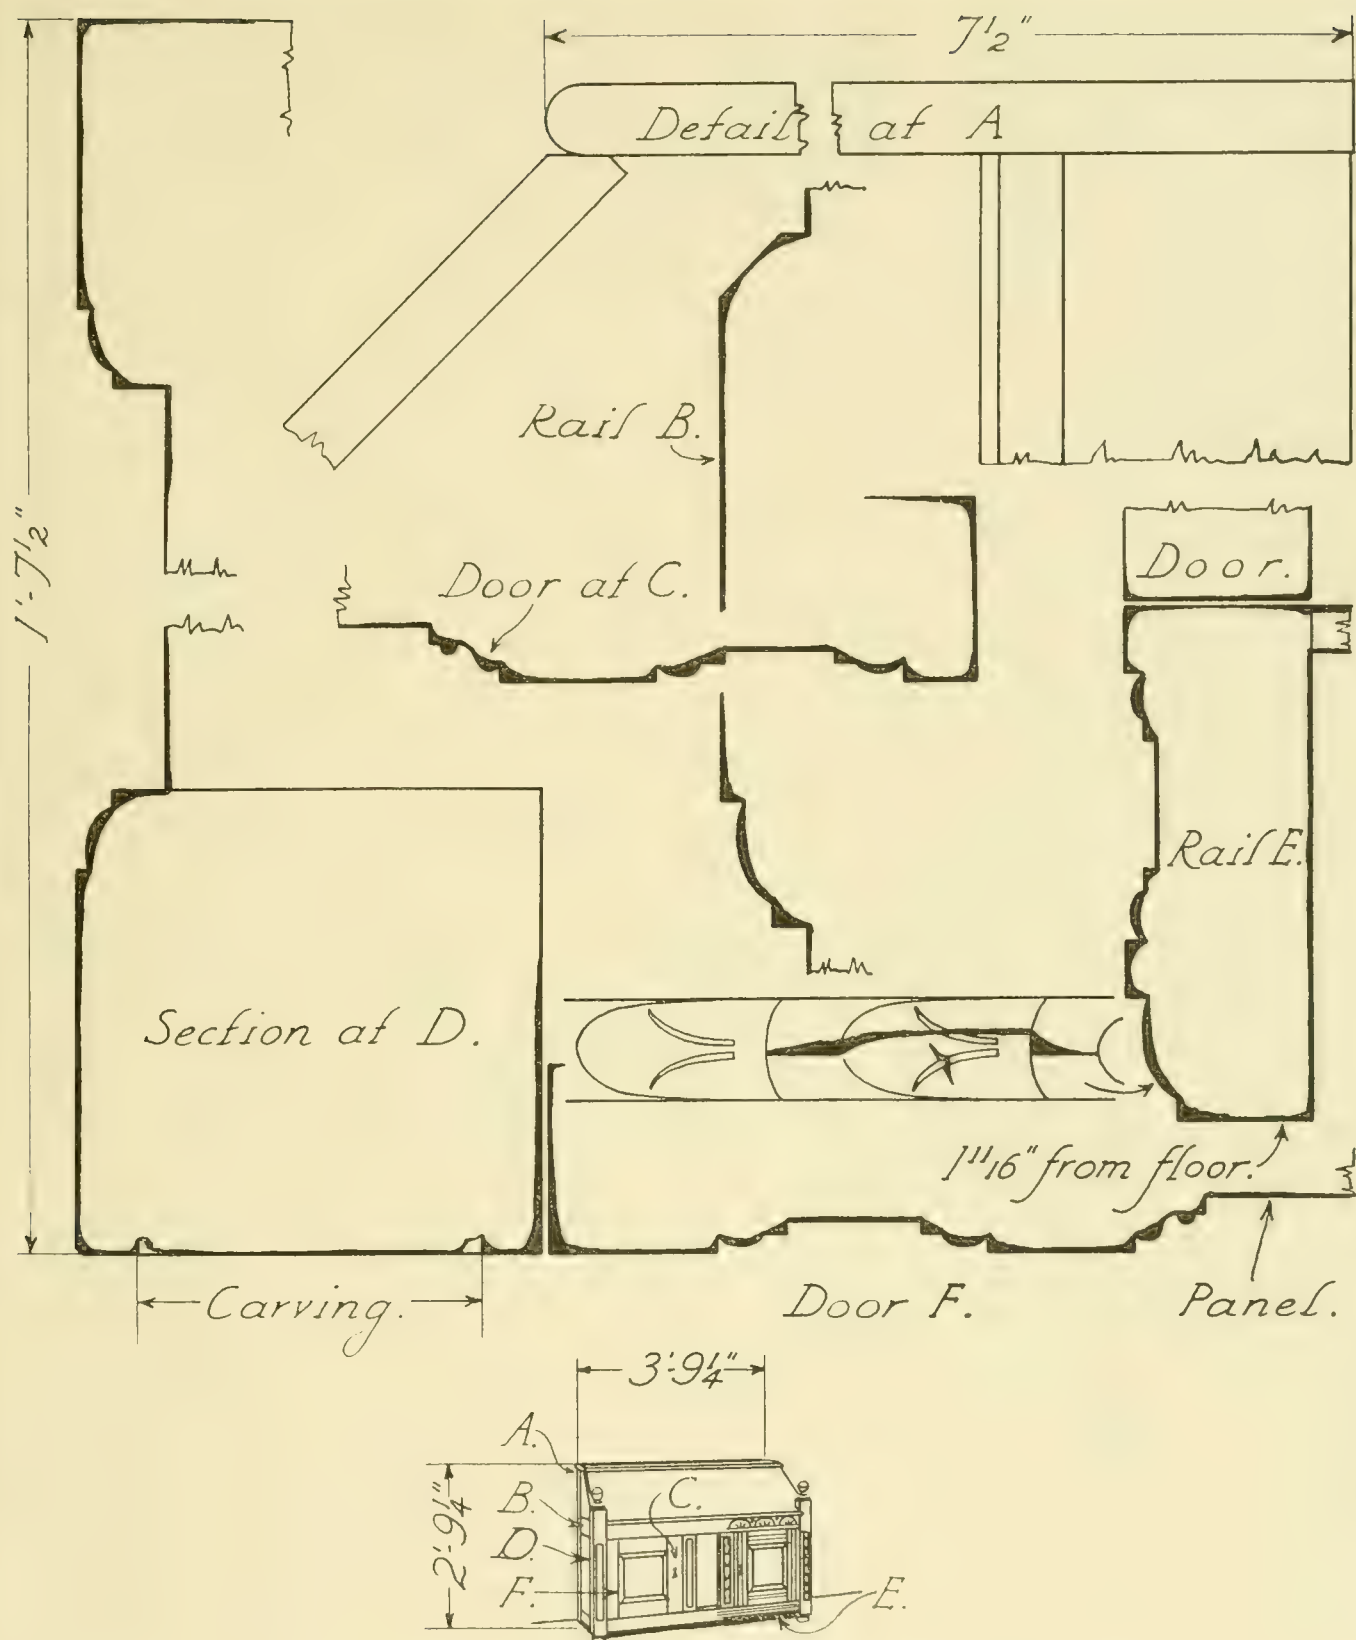 7½"
Detail at A
Rail B.
1'-7½"
Door at C.
Door.
Rail E.
Section at D.
1"16" from floor.
Carving.
Door F.
Panel.
3'-9¼"
A.
B.
C.
2'-9¼"
D.
F.
E.